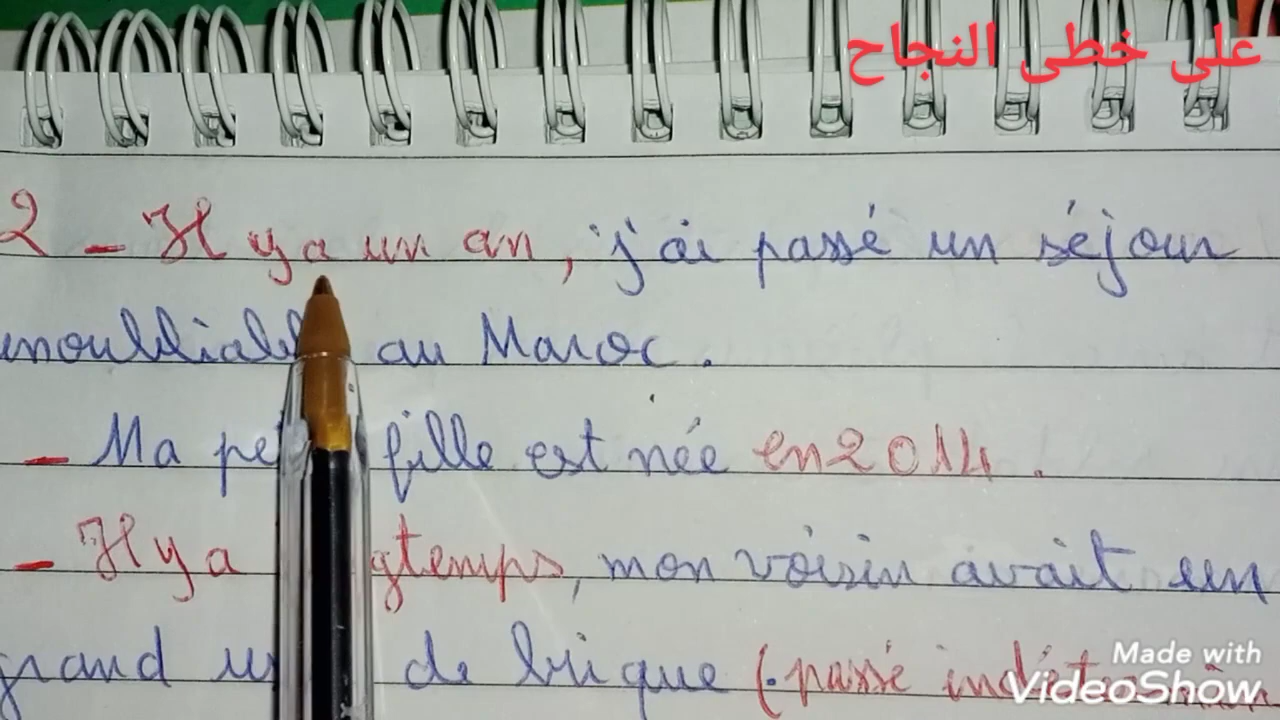 على خطى النجاح
2 - Il y a un an, j'ai passé un séjour
inoubliable au Maroc.
- Ma fille est née en 2014.
- Il y a mon voisin avait un
grand de brique (passé
Made with
VideoShow